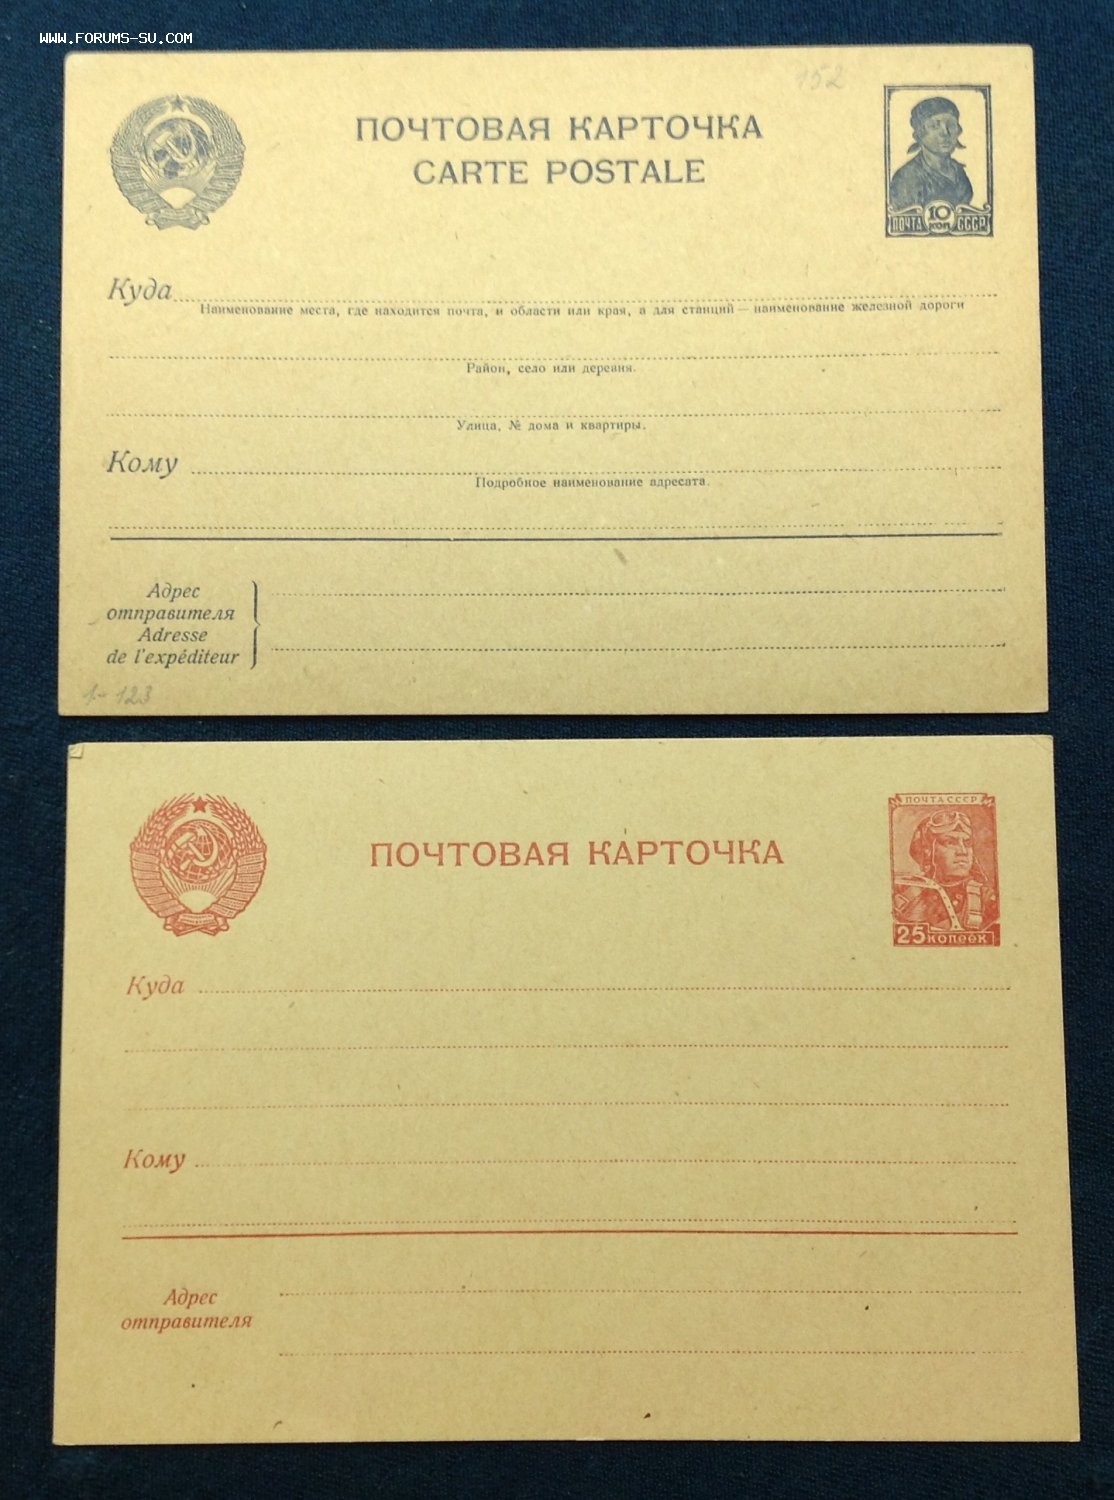 WWW.FORUMS-SU.COM
152
ПОЧТОВАЯ КАРТОЧКА
CARTE POSTALE
ПОЧТА 10 КОП СССР
Куда
Наименование места, где находится почта, и области или края, а для станций — наименование железной дороги
Район, село или деревня.
Улица, № дома и квартиры.
Кому
Подробное наименование адресата.
Адрес
отправителя
Adresse
de l'expéditeur
1-123
ПОЧТА СССР
ПОЧТОВАЯ КАРТОЧКА
25 копеек
Куда
Кому
Адрес
отправителя